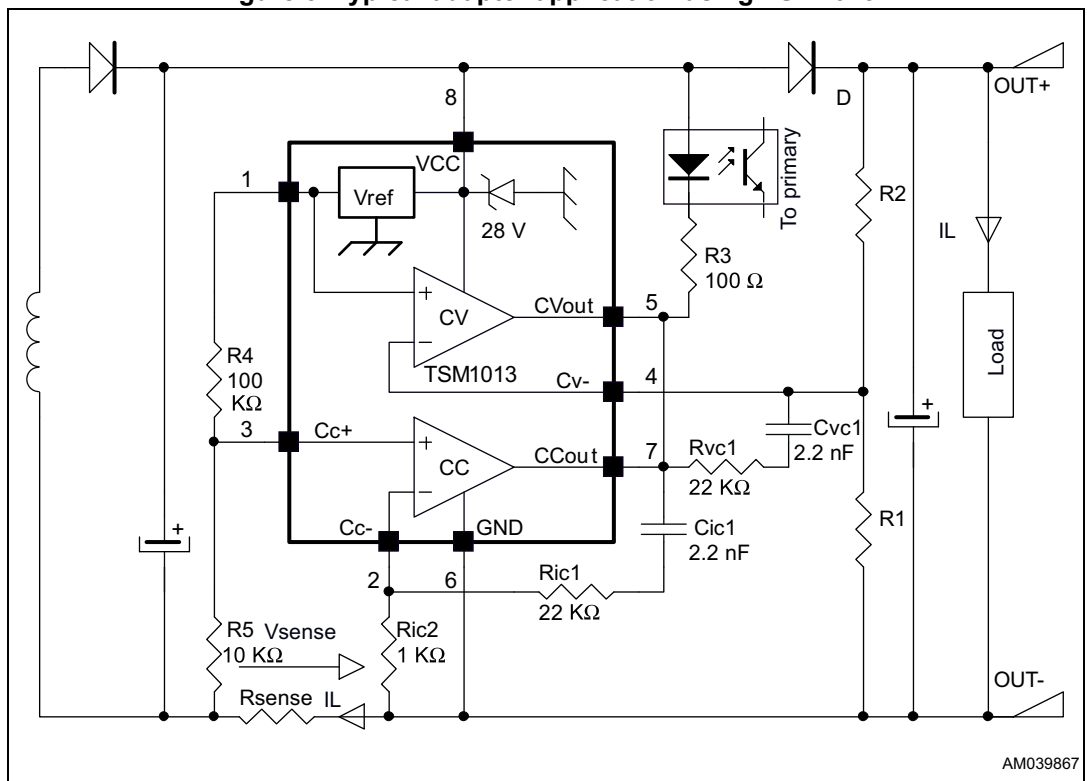 8
D
OUT+
VCC
To primary
1
Vref
28 V
R2
IL
R3
100 Ω
+
CV
−
CVout
5
TSM1013
Cv-
4
Load
R4
100
KΩ
+
Cvc1
2.2 nF
3
Cc+
+
CC
−
CCout
7
Rvc1
22 KΩ
R1
+
Cc-
GND
Cic1
2.2 nF
2
6
Ric1
22 KΩ
R5
10 KΩ
Vsense
Ric2
1 KΩ
OUT-
Rsense
IL
AM039867